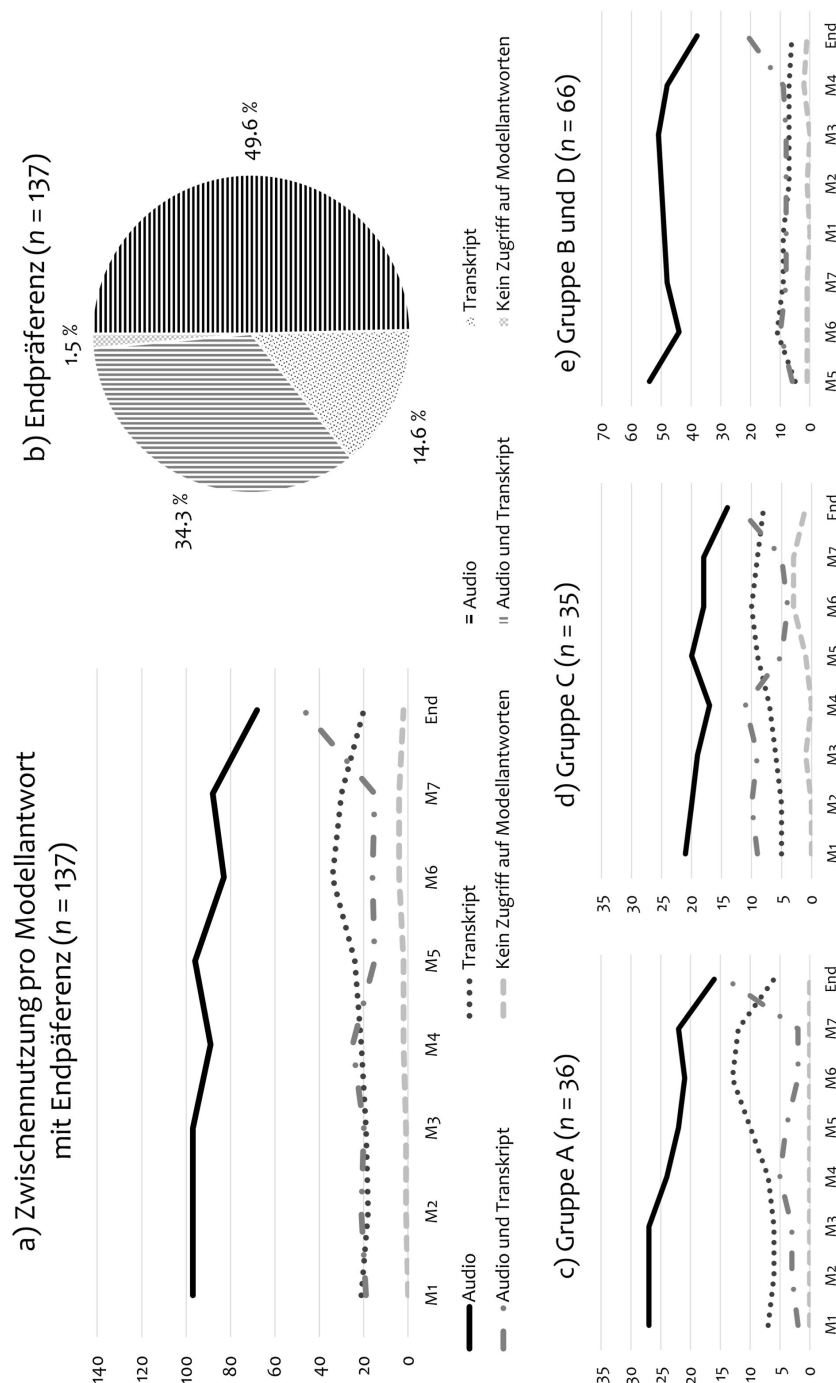 a) Zwischennutzung pro Modellantwort
mit Endpäferenz (n = 137)
140
120
100
80
60
40
20
0
M1 M2 M3 M4 M5 M6 M7 End
Audio
Transkript
Audio und Transkript
Kein Zugriff auf Modellantworten
b) Endpräferenz (n = 137)
1.5 %
34.3 %
49.6 %
14.6 %
Audio
Transkript
Audio und Transkript
Kein Zugriff auf Modellantworten
c) Gruppe A (n = 36)
35
30
25
20
15
10
5
0
M1 M2 M3 M4 M5 M6 M7 End
d) Gruppe C (n = 35)
35
30
25
20
15
10
5
0
M1 M2 M3 M4 M5 M6 M7 End
e) Gruppe B und D (n = 66)
70
60
50
40
30
20
10
0
M5 M6 M7 M1 M2 M3 M4 End